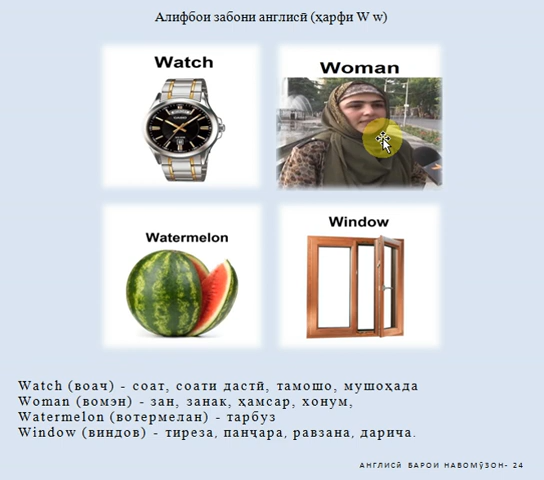 Алифбои забони англисӣ (ҳарфи W w)
Watch
Woman
Watermelon
Window
Watch (воач) - соат, соати дастӣ, тамошо, мушоҳада
Woman (вомэн) - зан, занак, ҳамсар, хонум,
Watermelon (вотермелан) - тарбуз
Window (виндов) - тиреза, панҷара, равзана, дарича.
АНГЛИСӢ БАРОИ НАВОМӮЗОН- 24